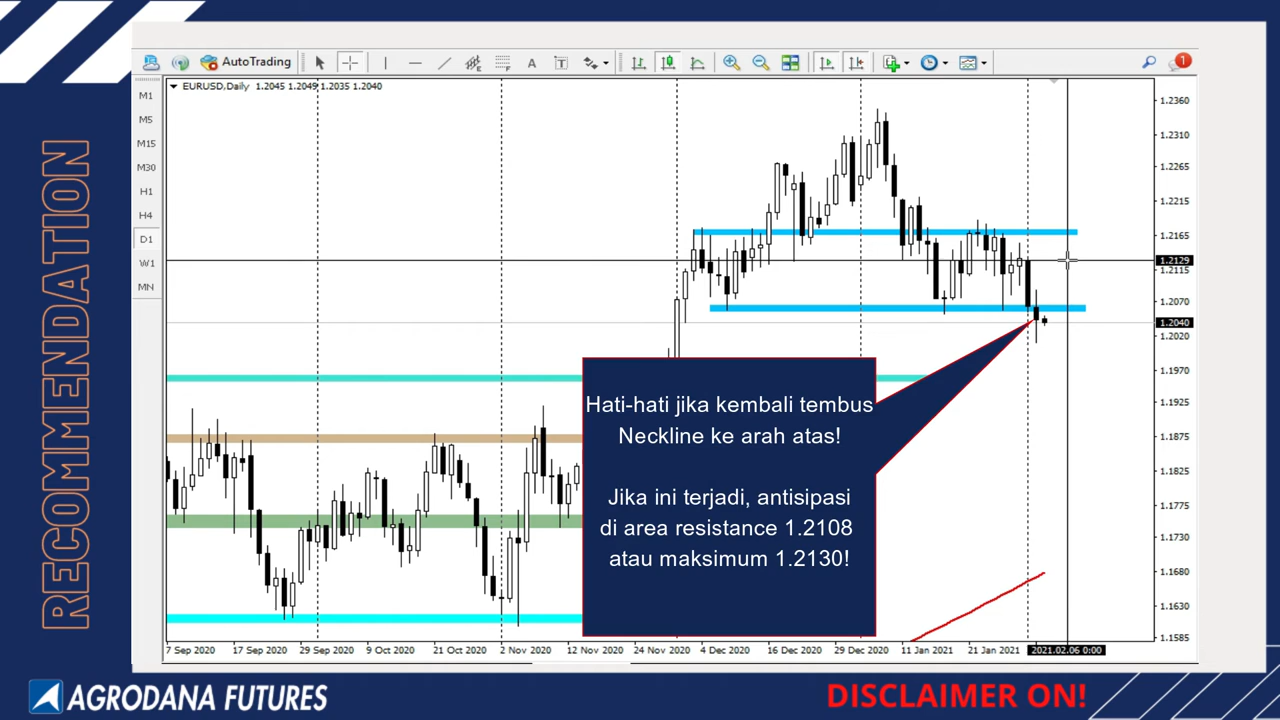 AutoTrading
1
M1
M5
M15
M30
H1
H4
D1
W1
MN
EURUSD,Daily 1.2045 1.2049 1.2035 1.2040
RECOMMENDATION
1.2360
1.2310
1.2265
1.2215
1.2165
1.2129
1.2115
1.2070
1.2040
1.2020
1.1970
1.1925
1.1875
1.1825
1.1775
1.1730
1.1680
1.1630
1.1585
Hati-hati jika kembali tembus
Neckline ke arah atas!
Jika ini terjadi, antisipasi
di area resistance 1.2108
atau maksimum 1.2130!
7 Sep 2020 17 Sep 2020 29 Sep 2020 9 Oct 2020 21 Oct 2020 2 Nov 2020 12 Nov 2020 24 Nov 2020 4 Dec 2020 16 Dec 2020 29 Dec 2020 11 Jan 2021 21 Jan 2021 2021.02.06 0:00
AGRODANA FUTURES
DISCLAIMER ON!